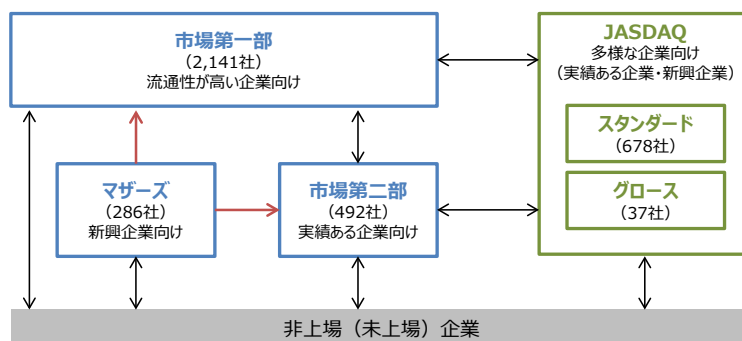 市場第一部
（2,141社）
流通性が高い企業向け
JASDAQ
多様な企業向け
（実績ある企業・新興企業）
スタンダード
（678社）
グロース
（37社）
マザーズ
（286社）
新興企業向け
市場第二部
（492社）
実績ある企業向け
非上場（未上場）企業